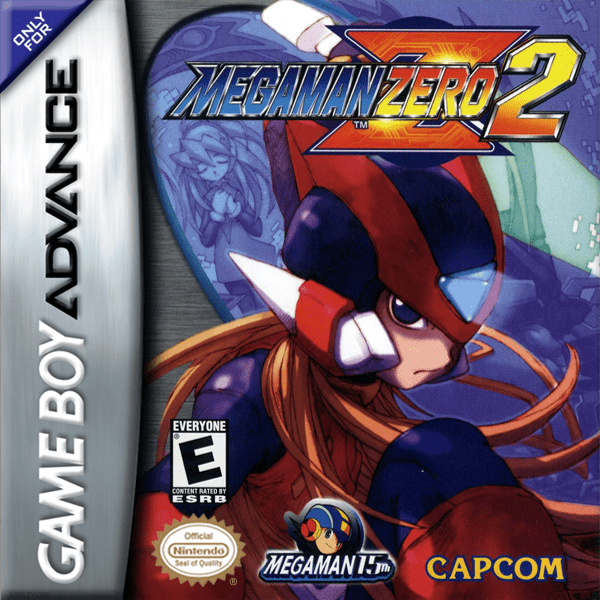 ONLY
FOR
GAME BOY ADVANCE
MEGAMAN ZERO 2
TM
EVERYONE
E
®
CONTENT RATED BY
ESRB
Official
Nintendo
Seal of Quality
®
MEGAMAN 15Th
CAPCOM